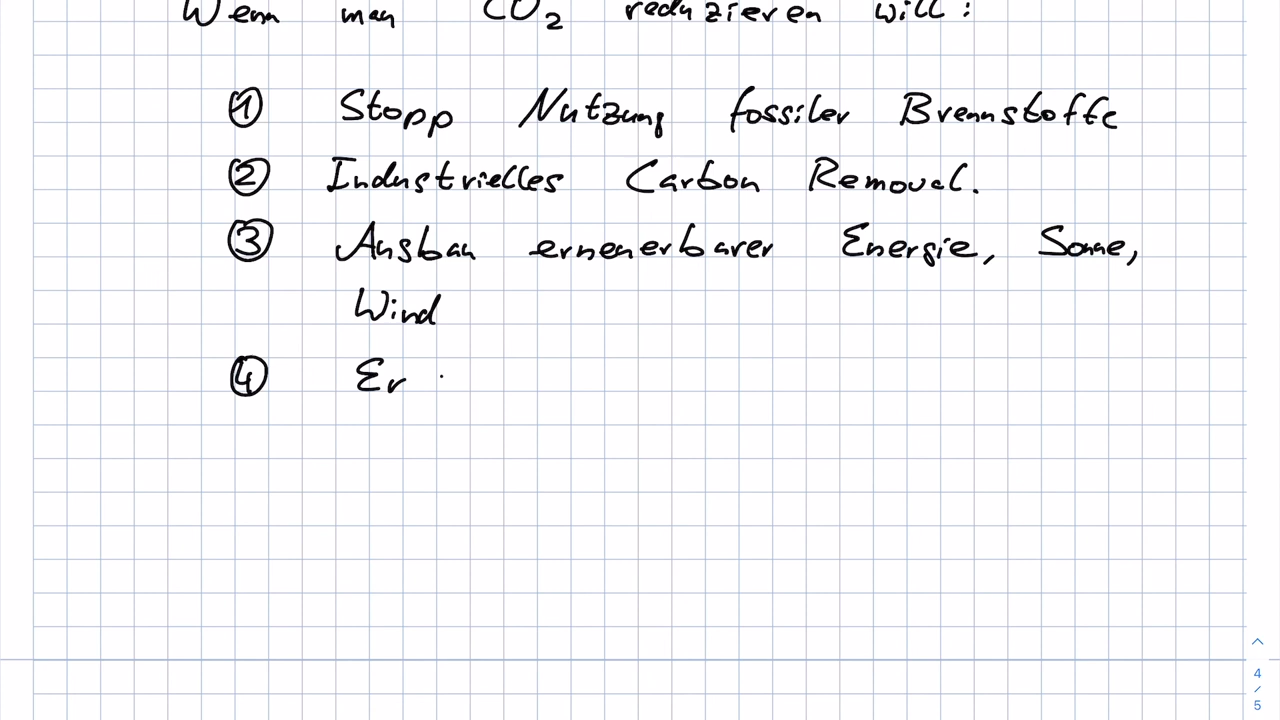 Wenn man CO₂ reduzieren will:
① Stopp Nutzung fossiler Brennstoffe
② Industrielles Carbon Removal.
③ Ausbau erneuerbarer Energie, Sonne,
Wind
④ Er
4
/
5